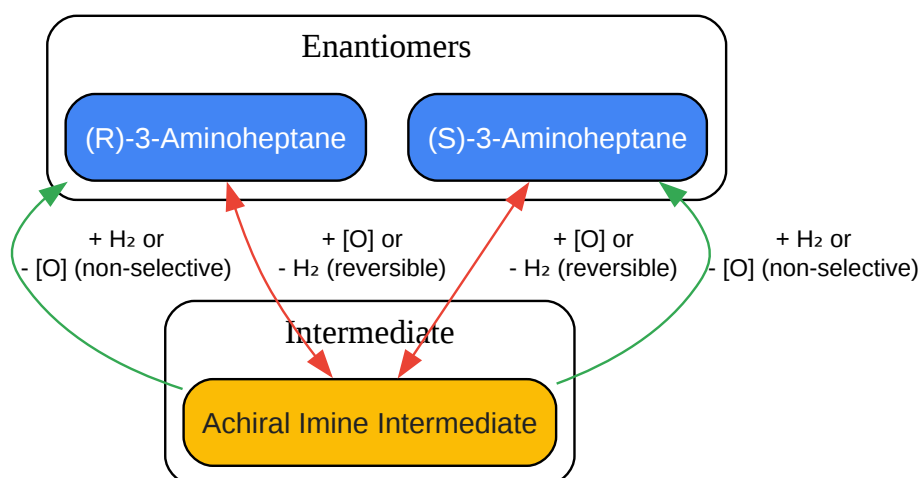 Enantiomers
(R)-3-Aminoheptane
(S)-3-Aminoheptane
+ H₂ or
- [O] (non-selective)
+ [O] or
- H₂ (reversible)
+ [O] or
- H₂ (reversible)
+ H₂ or
- [O] (non-selective)
Intermediate
Achiral Imine Intermediate